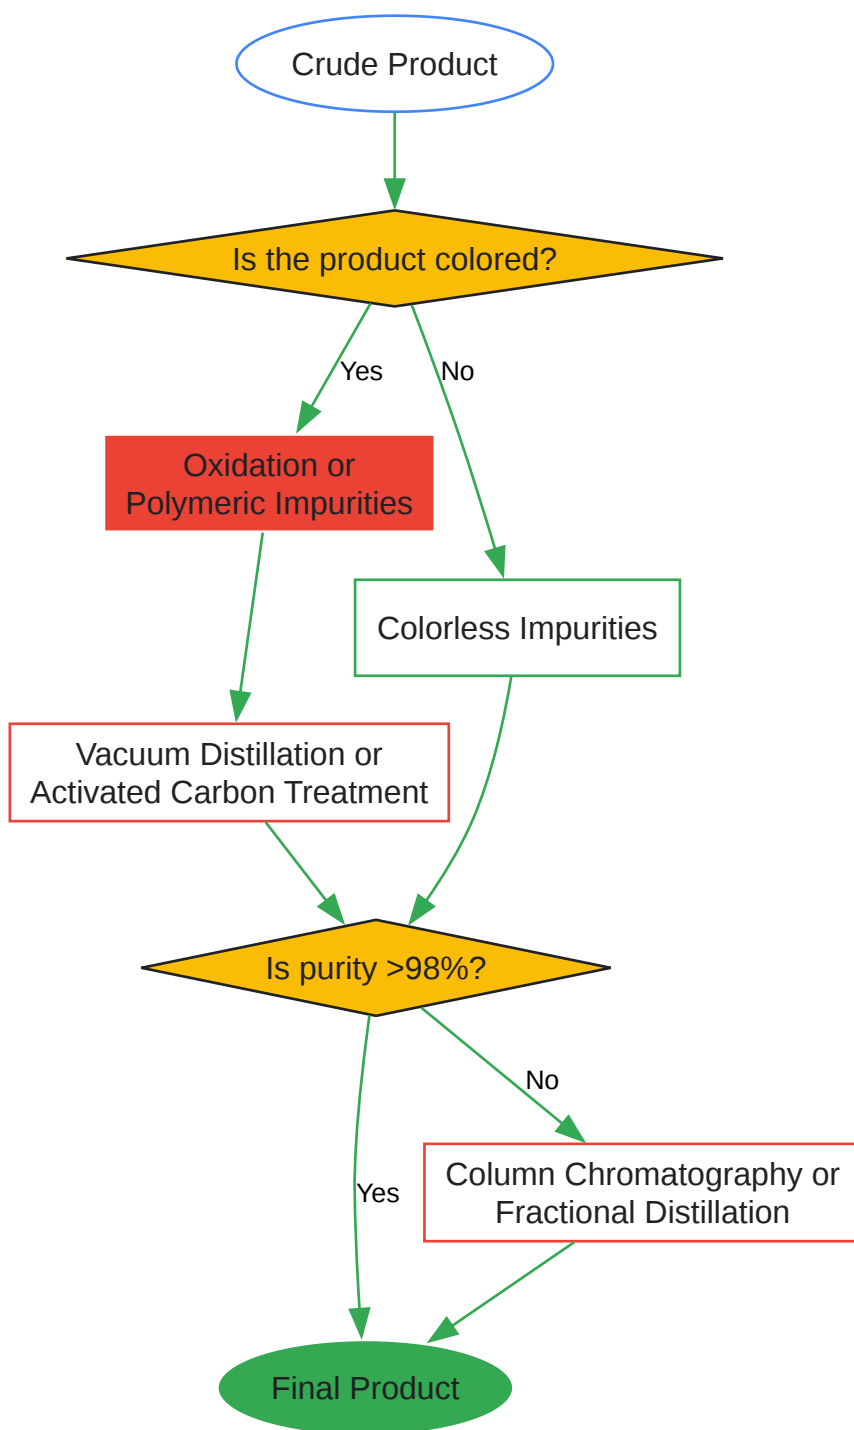 Crude Product
Is the product colored?
Yes
No
Oxidation or
Polymeric Impurities
Colorless Impurities
Vacuum Distillation or
Activated Carbon Treatment
Is purity >98%?
No
Column Chromatography or
Fractional Distillation
Yes
Final Product